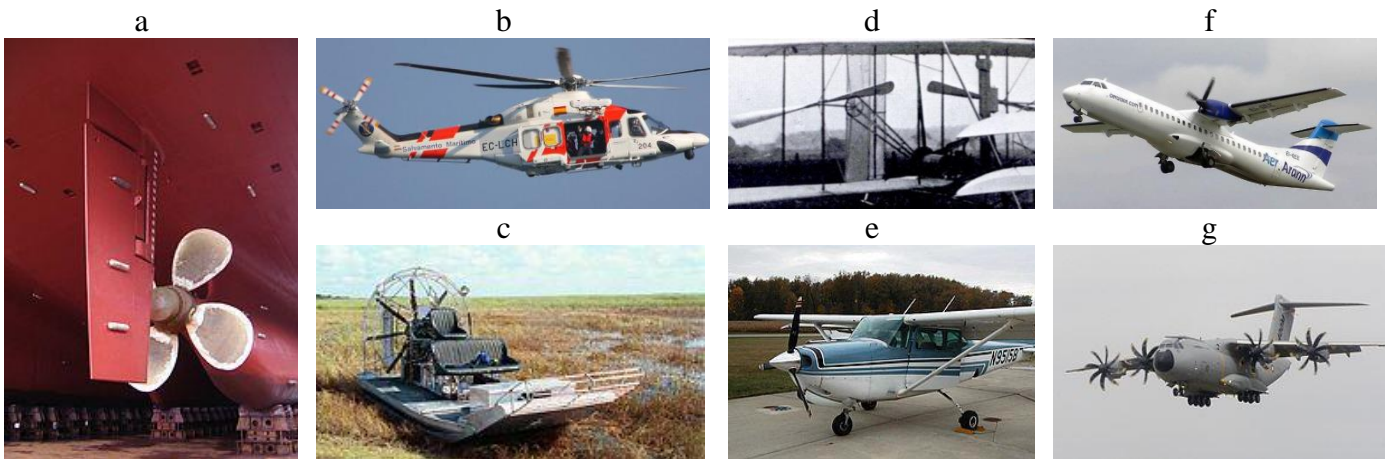 a
b
d
f
Salvamento Marítimo
EC-LCH
204
Aer Arann
c
e
g
N9515B